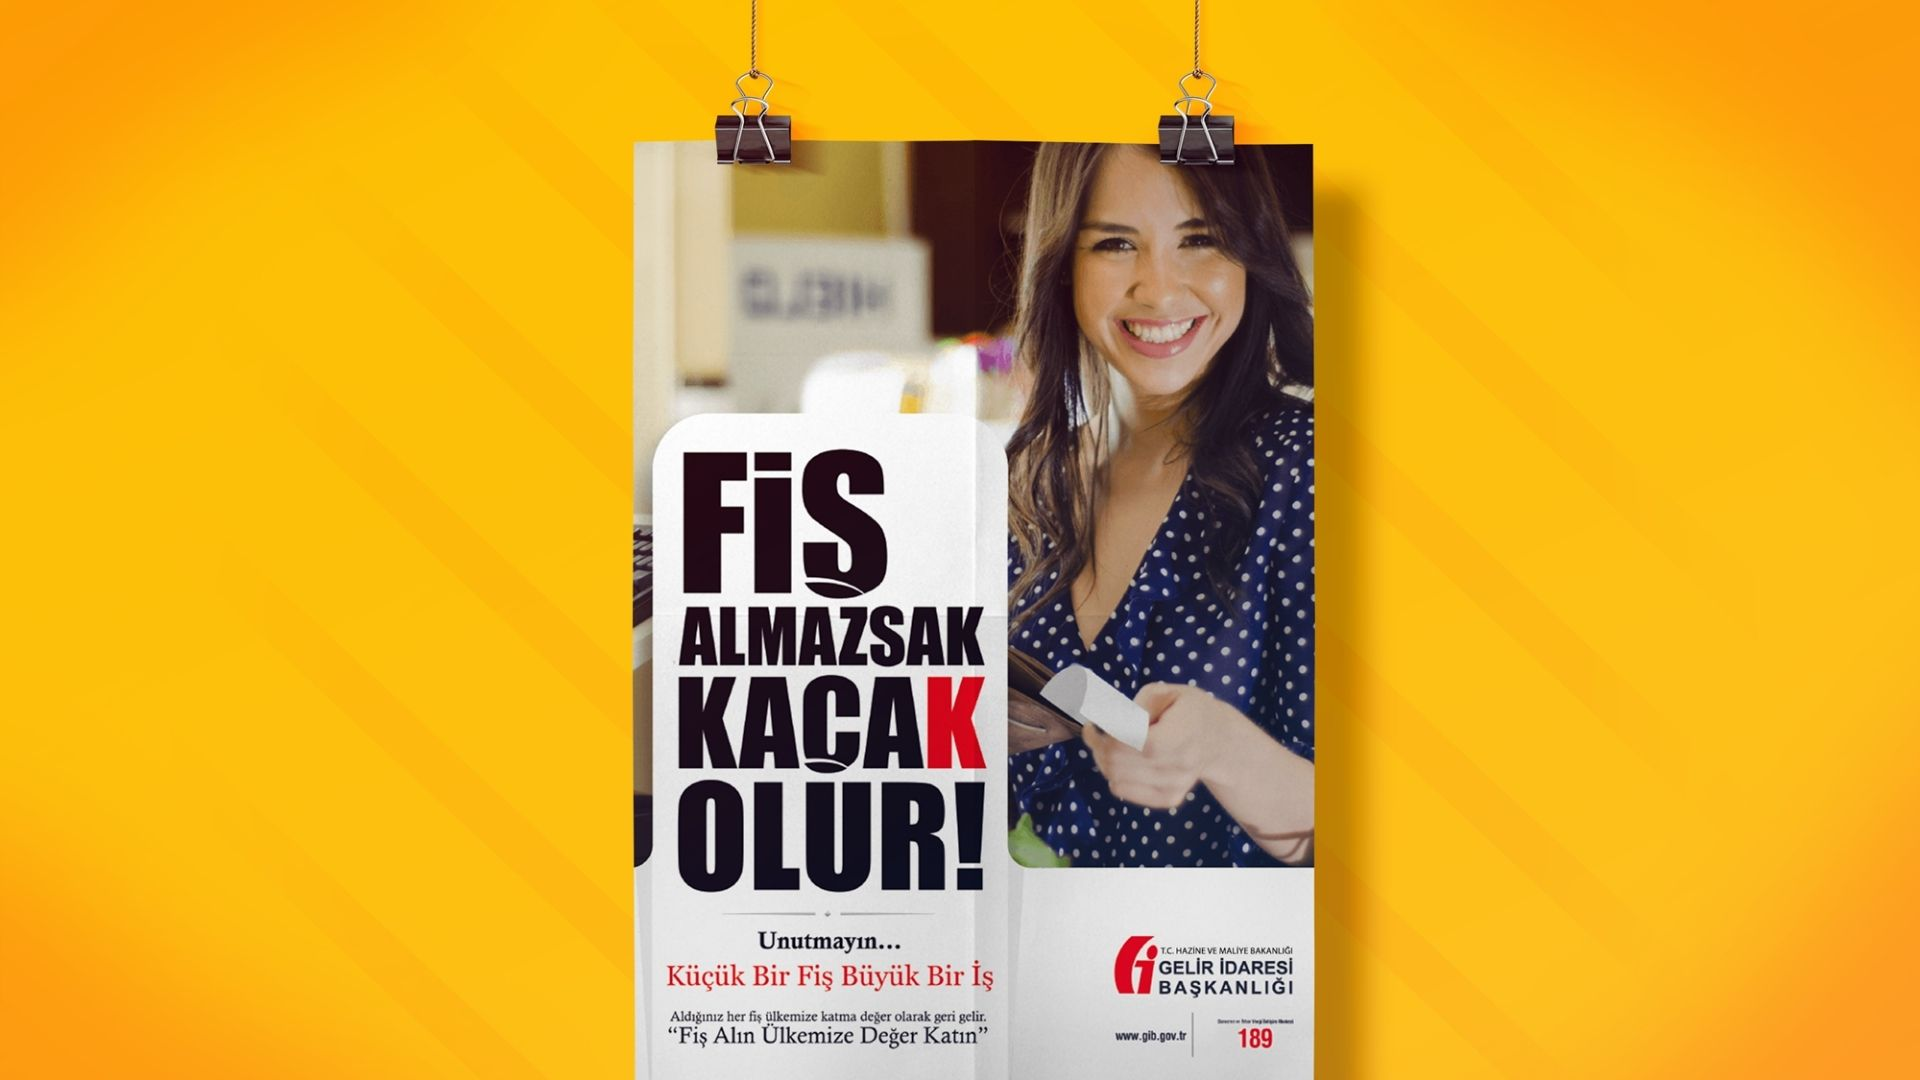 FİŞ
ALMAZSAK
KAÇAK
OLUR!
Unutmayın...
Küçük Bir Fiş Büyük Bir İş
Aldığınız her fiş ülkemize katma değer olarak geri gelir.
“Fiş Alın Ülkemize Değer Katın”
T.C. HAZİNE VE MALİYE BAKANLIĞI
GELİR İDARESİ
BAŞKANLIĞI
www.gib.gov.tr
189